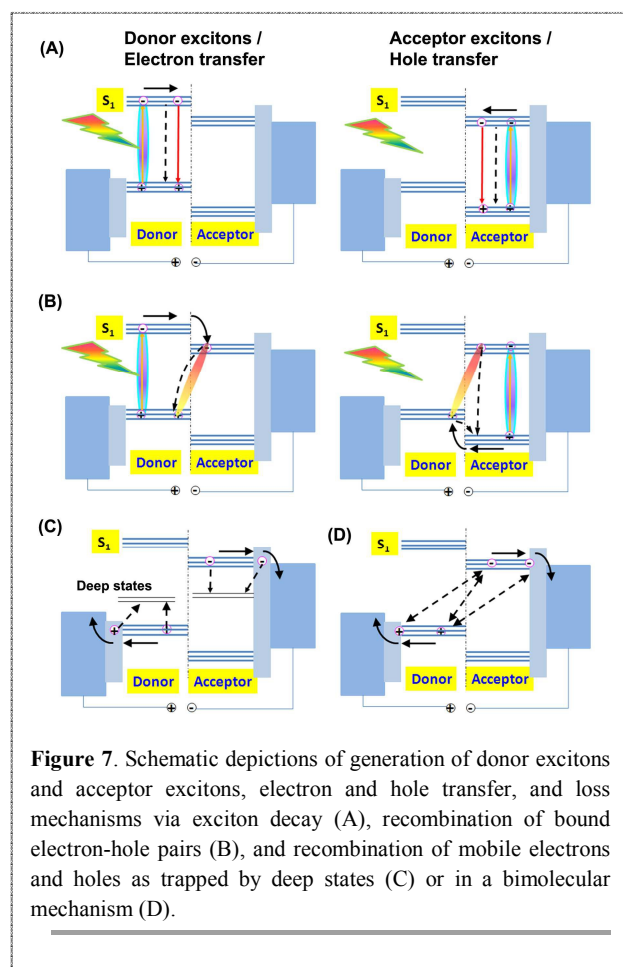 Donor excitons /
Electron transfer
Acceptor excitons /
Hole transfer
(A)
S1
- -
+ +
Donor Acceptor
+ -
- -
+ +
Donor Acceptor
+ -
(B)
S1
-
-
+ +
Donor Acceptor
+ -
S1
- -
+
+
Donor Acceptor
+ -
(C)
S1
- -
Deep states
+ +
Donor Acceptor
+ -
(D)
S1
- -
+ +
Donor Acceptor
+ -
Figure 7. Schematic depictions of generation of donor excitons
and acceptor excitons, electron and hole transfer, and loss
mechanisms via exciton decay (A), recombination of bound
electron-hole pairs (B), and recombination of mobile electrons
and holes as trapped by deep states (C) or in a bimolecular
mechanism (D).